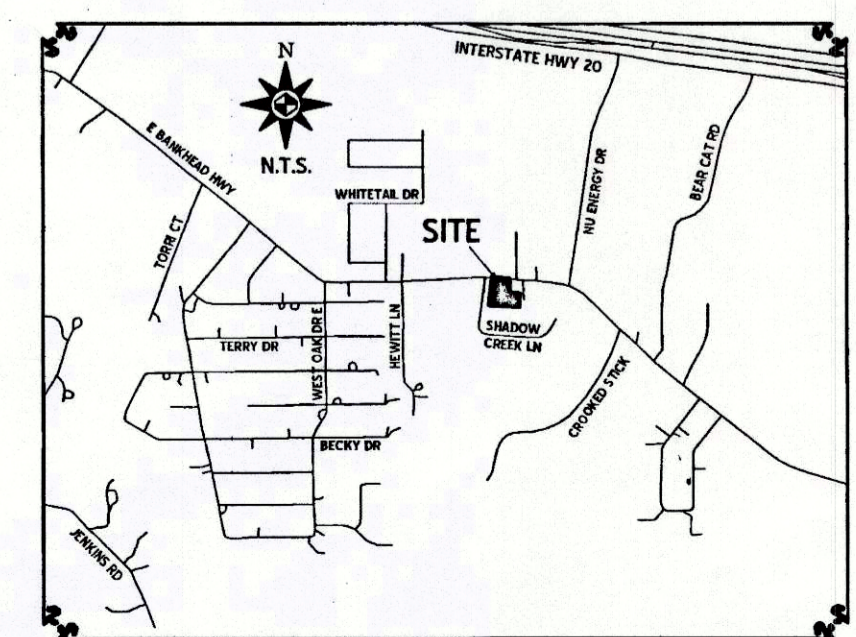 INTERSTATE HWY 20
N
N.T.S.
E BANKHEAD HWY
NU ENERGY DR
BEAR CAT RD
WHITETAIL DR
TORRI CT
SITE
SHADOW
CREEK LN
TERRY DR
WEST OAK DR E
HEWITT LN
CROOKED STICK
BECKY DR
JENKINS RD